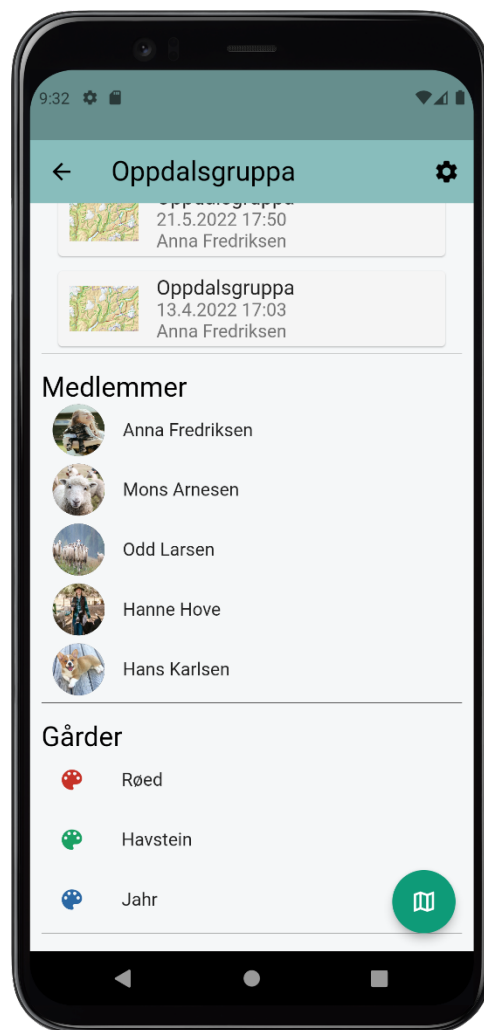 9:32
Oppdalsgruppa
Oppdalsgruppa
21.5.2022 17:50
Anna Fredriksen
Oppdalsgruppa
13.4.2022 17:03
Anna Fredriksen
Medlemmer
Anna Fredriksen
Mons Arnesen
Odd Larsen
Hanne Hove
Hans Karlsen
Gårder
Røed
Havstein
Jahr